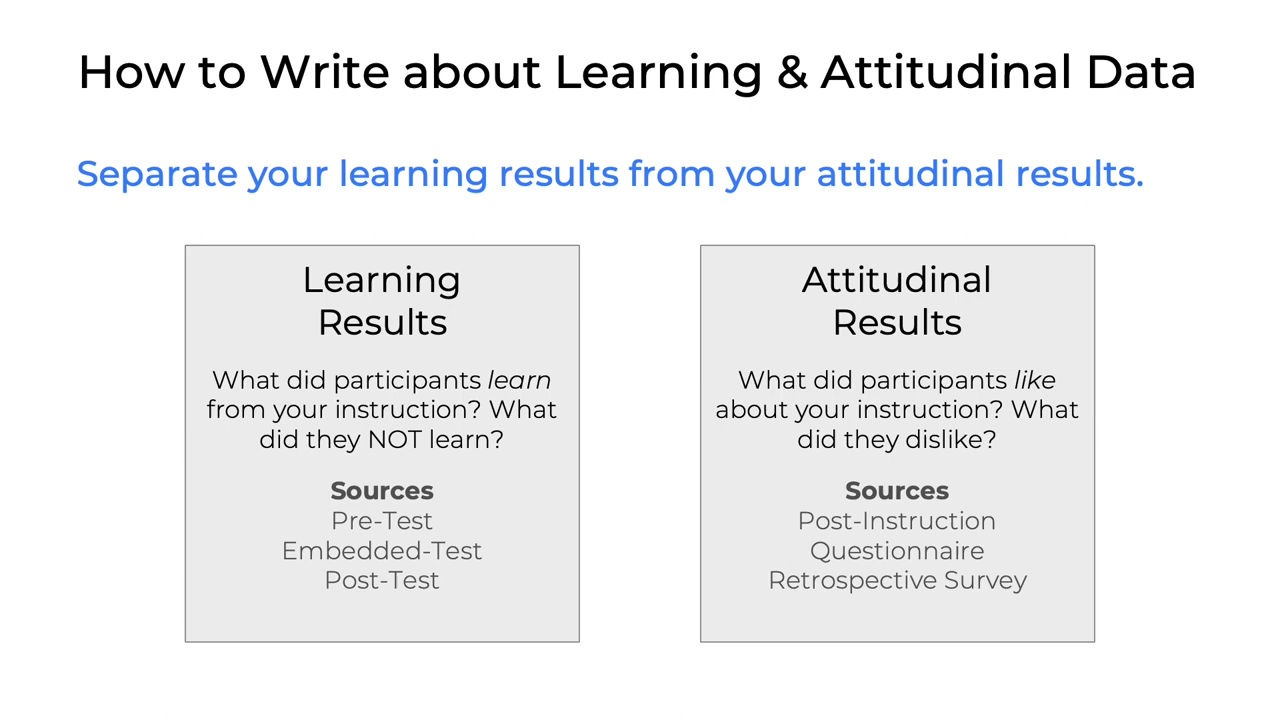 How to Write about Learning & Attitudinal Data
Separate your learning results from your attitudinal results.
Learning
Results
What did participants learn
from your instruction? What
did they NOT learn?
Sources
Pre-Test
Embedded-Test
Post-Test
Attitudinal
Results
What did participants like
about your instruction? What
did they dislike?
Sources
Post-Instruction
Questionnaire
Retrospective Survey